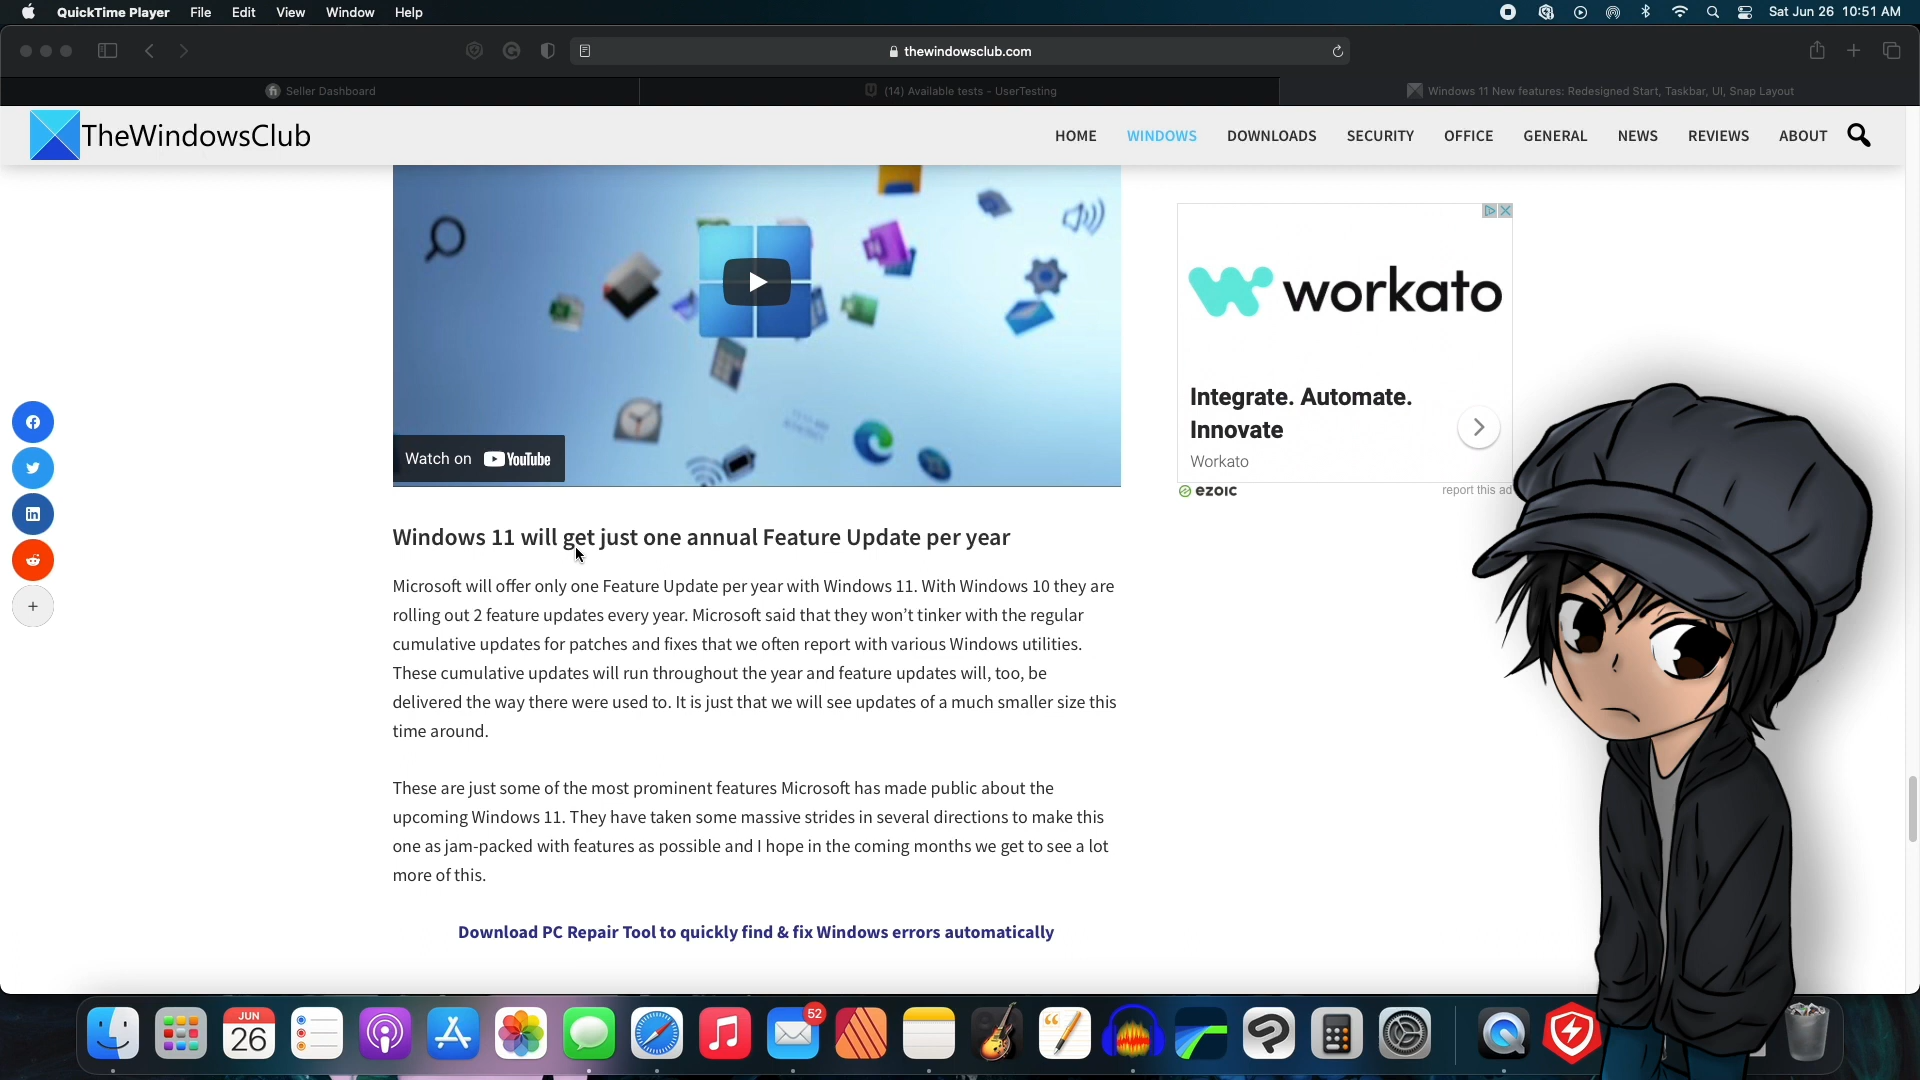 QuickTime Player File Edit View Window Help
Sat Jun 26 10:51 AM
thewindowsclub.com
Seller Dashboard
(14) Available tests - UserTesting
Windows 11 New features: Redesigned Start, Taskbar, UI, Snap Layout
TheWindowsClub
HOME WINDOWS DOWNLOADS SECURITY OFFICE GENERAL NEWS REVIEWS ABOUT
Watch on YouTube
workato
Integrate. Automate.
Innovate
Workato
ezoic
report this ad
Windows 11 will get just one annual Feature Update per year
Microsoft will offer only one Feature Update per year with Windows 11. With Windows 10 they are
rolling out 2 feature updates every year. Microsoft said that they won’t tinker with the regular
cumulative updates for patches and fixes that we often report with various Windows utilities.
These cumulative updates will run throughout the year and feature updates will, too, be
delivered the way there were used to. It is just that we will see updates of a much smaller size this
time around.
These are just some of the most prominent features Microsoft has made public about the
upcoming Windows 11. They have taken some massive strides in several directions to make this
one as jam-packed with features as possible and I hope in the coming months we get to see a lot
more of this.
Download PC Repair Tool to quickly find & fix Windows errors automatically
JUN
26
52